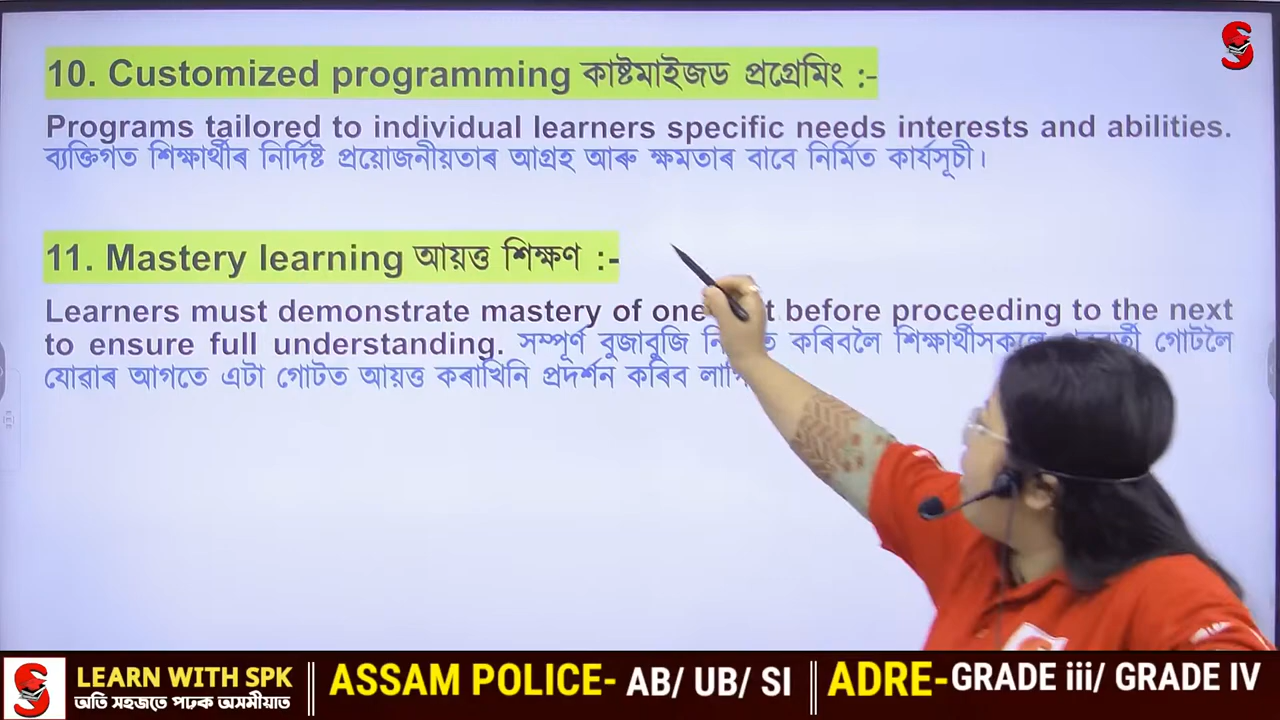 10. Customized programming কাষ্টমাইজড প্ৰগ্ৰেমিং :-
Programs tailored to individual learners specific needs interests and abilities.
ব্যক্তিগত শিক্ষাৰ্থীৰ নিৰ্দিষ্ট প্ৰয়োজনীয়তাৰ আগ্ৰহ আৰু ক্ষমতাৰ বাবে নিৰ্মিত কাৰ্যসূচী।
11. Mastery learning আয়ত্ত শিক্ষণ :-
Learners must demonstrate mastery of one before proceeding to the next
to ensure full understanding. সম্পূৰ্ণ বুজাবুজি কৰিবলৈ শিক্ষাৰ্থীসকলে গোটলৈ
যোৱাৰ আগতে এটা গোটত আয়ত্ত কৰাখিনি প্ৰদৰ্শন কৰিব
LEARN WITH SPK
অতি সহজতে পঢ়ক অসমীয়াত
ASSAM POLICE- AB/ UB/ SI
ADRE- GRADE iii/ GRADE IV